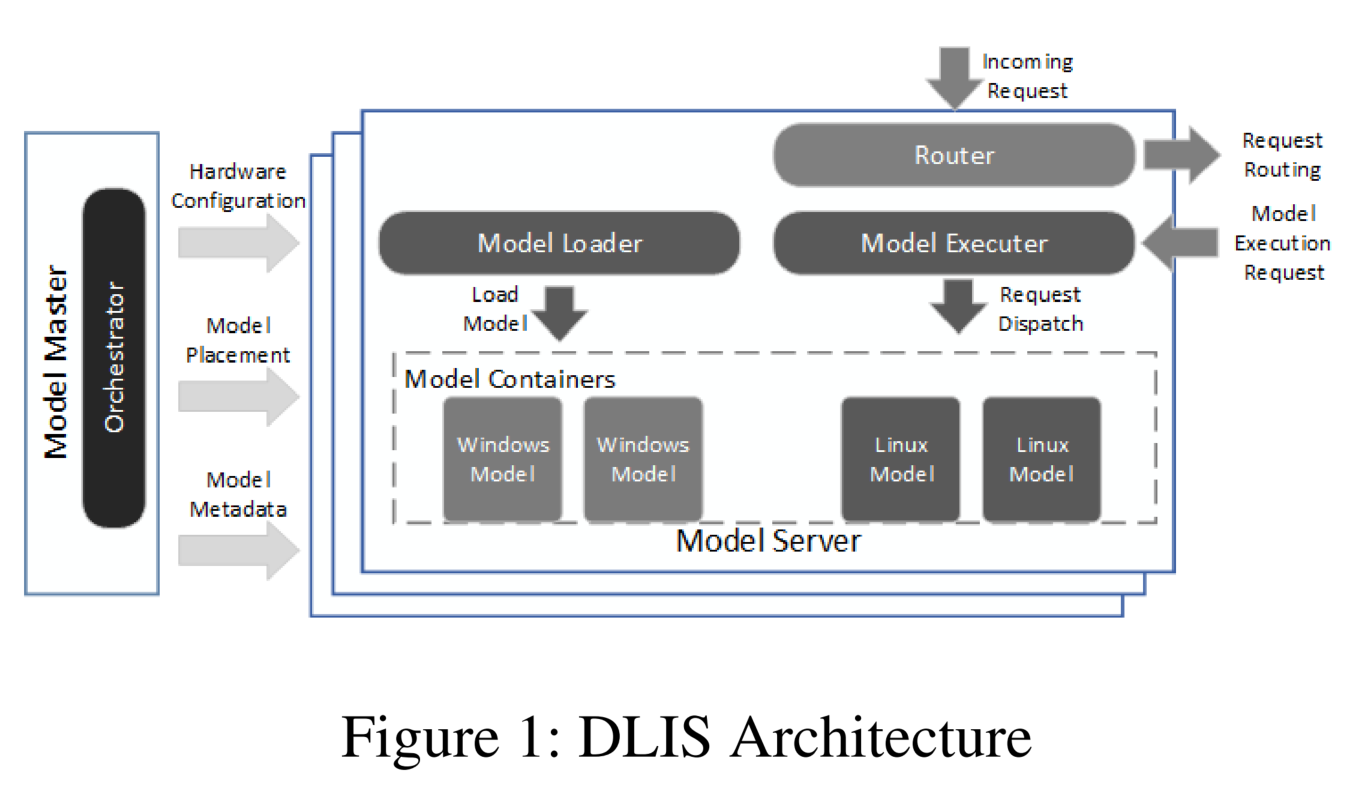 Incoming
Request
Router
Request
Routing
Hardware
Configuration
Model Loader
Model Executer
Model
Execution
Request
Load
Model
Request
Dispatch
Model Master
Orchestrator
Model
Placement
Model Containers
Windows
Model
Windows
Model
Linux
Model
Linux
Model
Model
Metadata
Model Server
Figure 1: DLIS Architecture